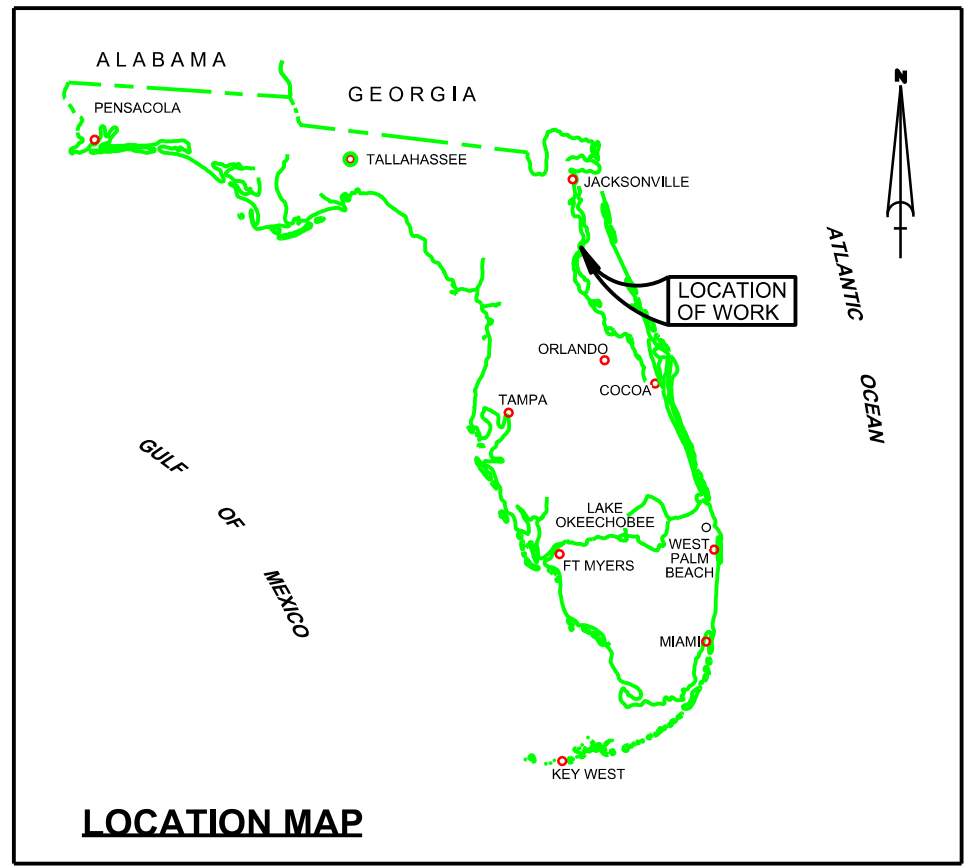 ALABAMA
GEORGIA
N
PENSACOLA
TALLAHASSEE
JACKSONVILLE
ATLANTIC
OCEAN
LOCATION
OF WORK
ORLANDO
COCOA
TAMPA
GULF
OF
MEXICO
LAKE
OKEECHOBEE
WEST
PALM
BEACH
FT MYERS
MIAMI
KEY WEST
LOCATION MAP